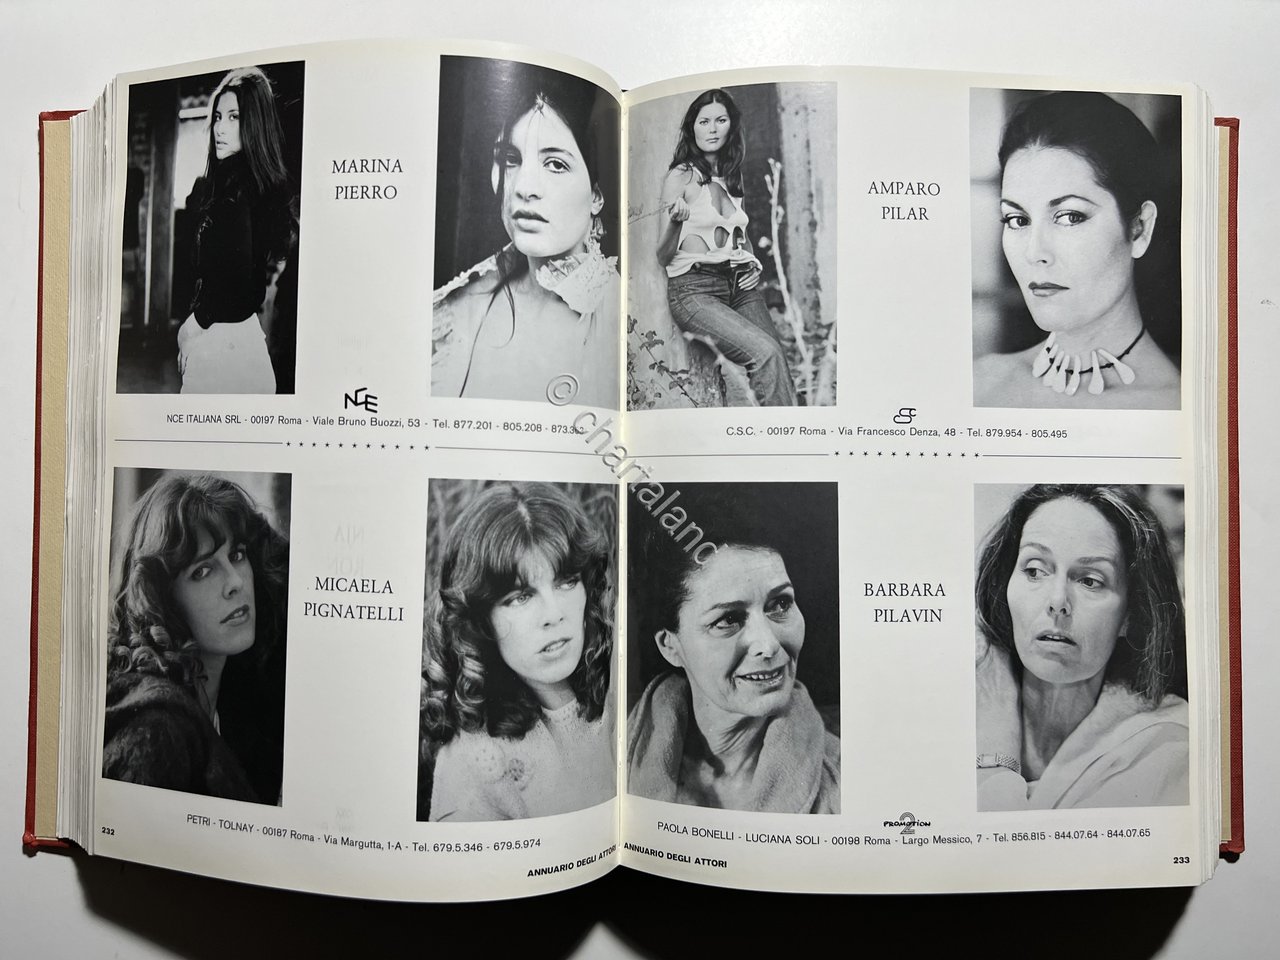 MARINA
PIERRO
NCE
NCE ITALIANA SRL - 00197 Roma - Viale Bruno Buozzi, 53 - Tel. 877.201 - 805.208 - 873.
MICAELA
PIGNATELLI
PETRI - TOLNAY - 00187 Roma - Via Margutta, 1-A - Tel. 679.5.346 - 679.5.974
232
ANNUARIO DEGLI ATTORI
AMPARO
PILAR
CSC
C.S.C. - 00197 Roma - Via Francesco Denza, 48 - Tel. 879.954 - 805.495
BARBARA
PILAVIN
PROMOTION 2
PAOLA BONELLI - LUCIANA SOLI - 00198 Roma - Largo Messico, 7 - Tel. 856.815 - 844.07.64 - 844.07.65
ANNUARIO DEGLI ATTORI
233
© Chartaland